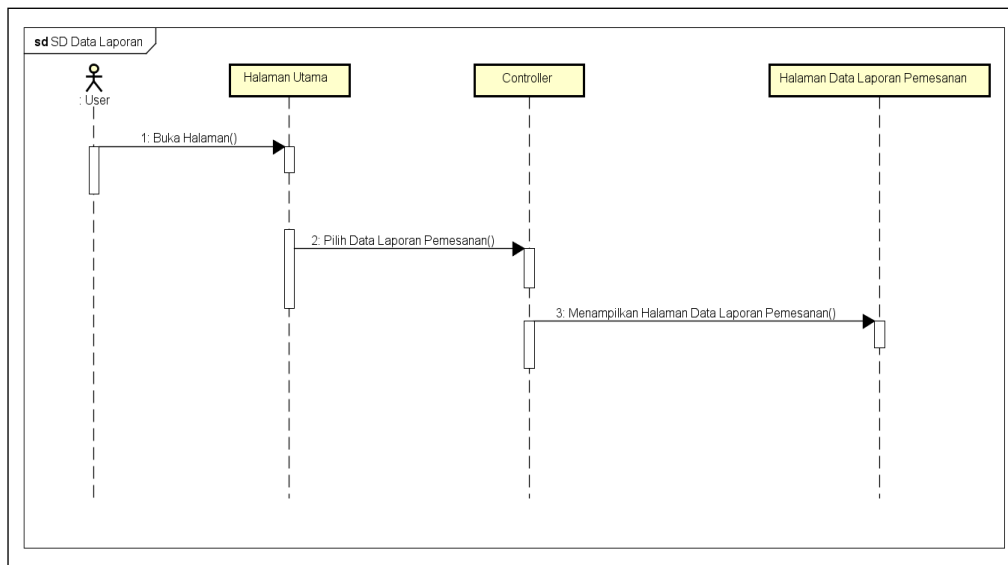 sd SD Data Laporan
: User
Halaman Utama
Controller
Halaman Data Laporan Pemesanan
1: Buka Halaman()
2: Pilih Data Laporan Pemesanan()
3: Menampilkan Halaman Data Laporan Pemesanan()